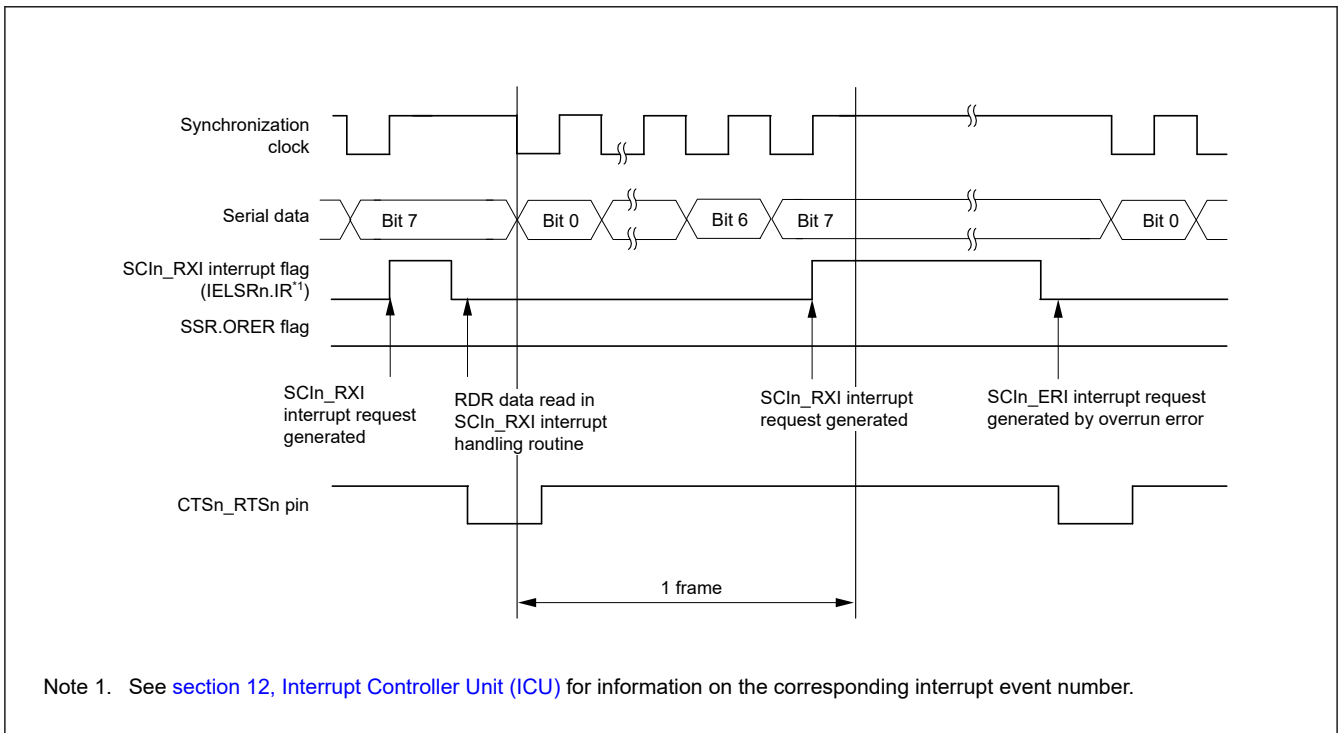 Synchronization
clock
Serial data
Bit 7
Bit 0
Bit 6
Bit 7
Bit 0
SCIn_RXI interrupt flag
(IELSRn.IR*1)
SSR.ORER flag
SCIn_RXI
interrupt request
generated
RDR data read in
SCIn_RXI interrupt
handling routine
SCIn_RXI interrupt
request generated
SCIn_ERI interrupt request
generated by overrun error
CTSn_RTSn pin
1 frame
Note 1. See section 12, Interrupt Controller Unit (ICU) for information on the corresponding interrupt event number.